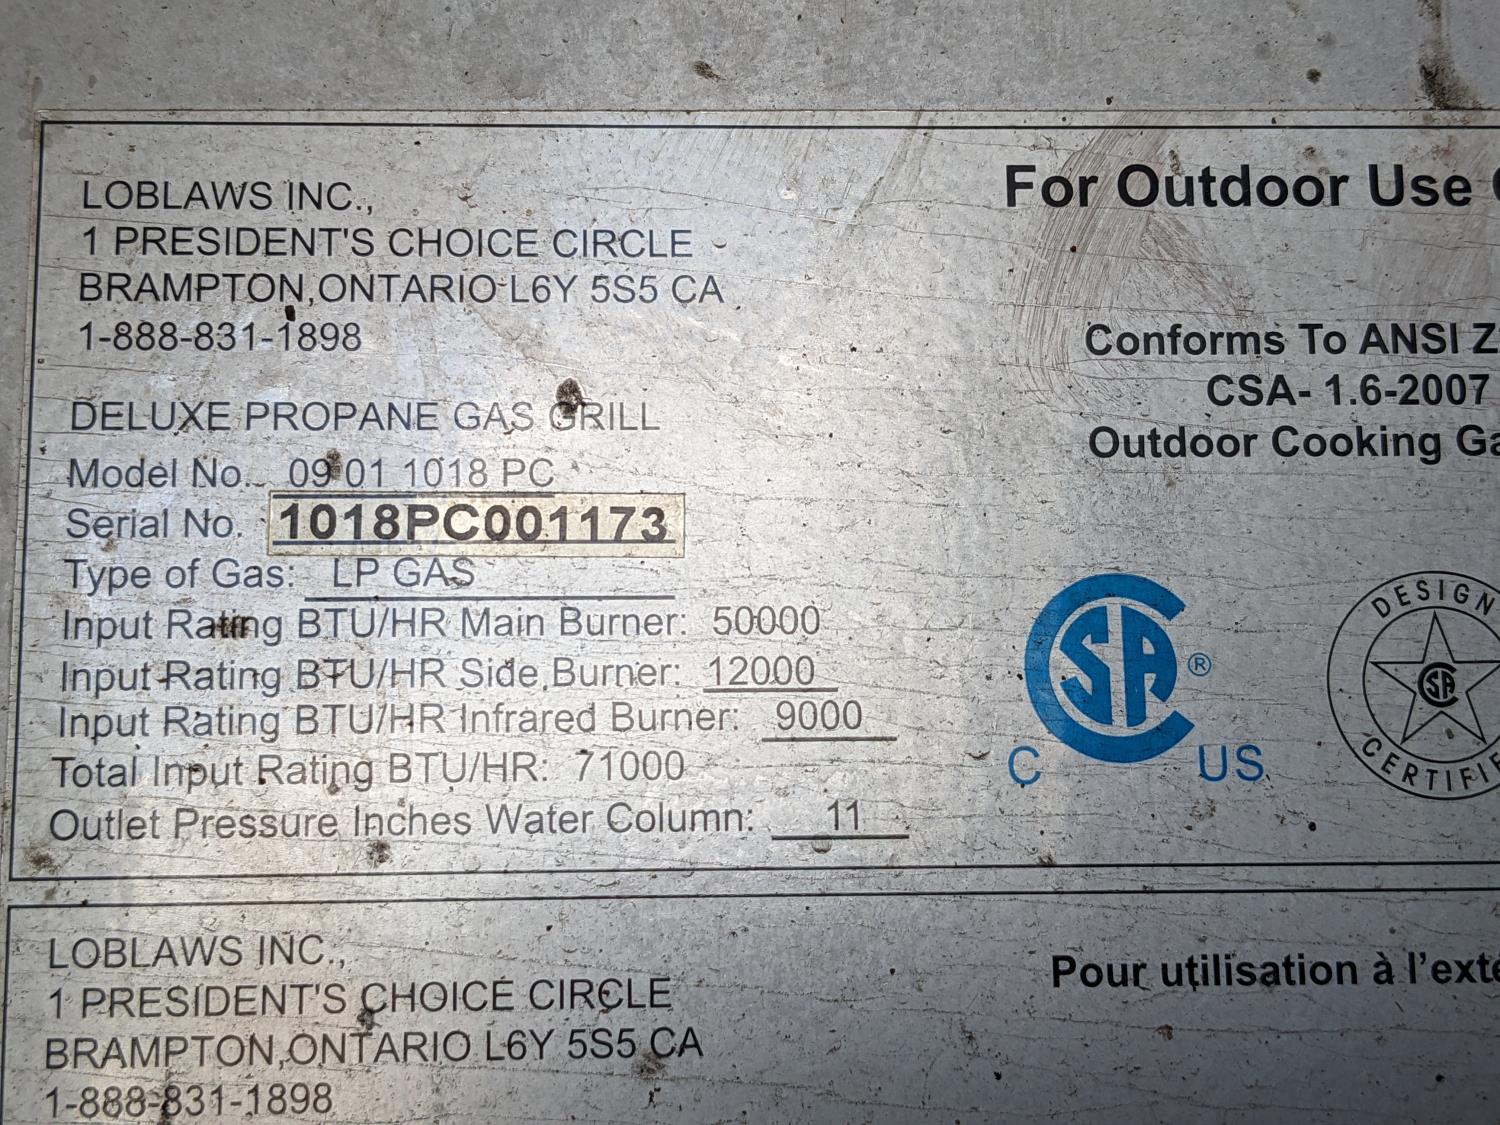 LOBLAWS INC.,
1 PRESIDENT'S CHOICE CIRCLE
BRAMPTON,ONTARIO L6Y 5S5 CA
1-888-831-1898
DELUXE PROPANE GAS GRILL
Model No. 09 01 1018 PC
Serial No. 1018PC001173
Type of Gas: LP GAS
Input Rating BTU/HR Main Burner: 50000
Input Rating BTU/HR Side Burner: 12000
Input Rating BTU/HR Infrared Burner: 9000
Total Input Rating BTU/HR: 71000
Outlet Pressure Inches Water Column: 11
For Outdoor Use
Conforms To ANSI Z
CSA- 1.6-2007
Outdoor Cooking Ga
CSA ®
C US
DESIGN
CSA
CERTIFIE
LOBLAWS INC.,
1 PRESIDENT'S CHOICE CIRCLE
BRAMPTON,ONTARIO L6Y 5S5 CA
1-888-831-1898
Pour utilisation à l'exte